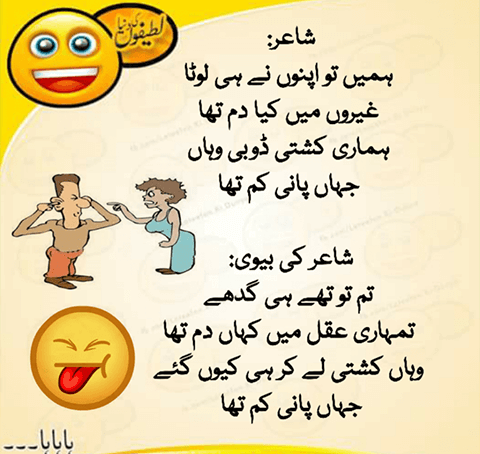 لطیفوں کی دنیا
شاعر:
ہمیں تو اپنوں نے ہی لوٹا
غیروں میں کیا دم تھا
ہماری کشتی ڈوبی وہاں
جہاں پانی کم تھا
شاعر کی بیوی:
تم تو تھے ہی گدھے
تمہاری عقل میں کہاں دم تھا
وہاں کشتی لے کر ہی کیوں گئے
جہاں پانی کم تھا
ہاہاہا۔۔۔